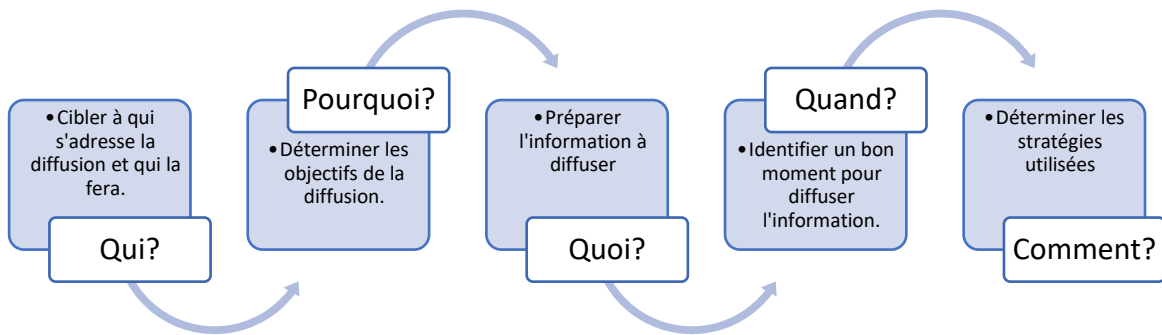 •Cibler à qui
s'adresse la
diffusion et qui la
fera.
Qui?
Pourquoi?
•Déterminer les
objectifs de la
diffusion.
•Préparer
l'information à
diffuser
Quoi?
Quand?
•Identifier un bon
moment pour
diffuser
l'information.
•Déterminer les
stratégies
utilisées
Comment?